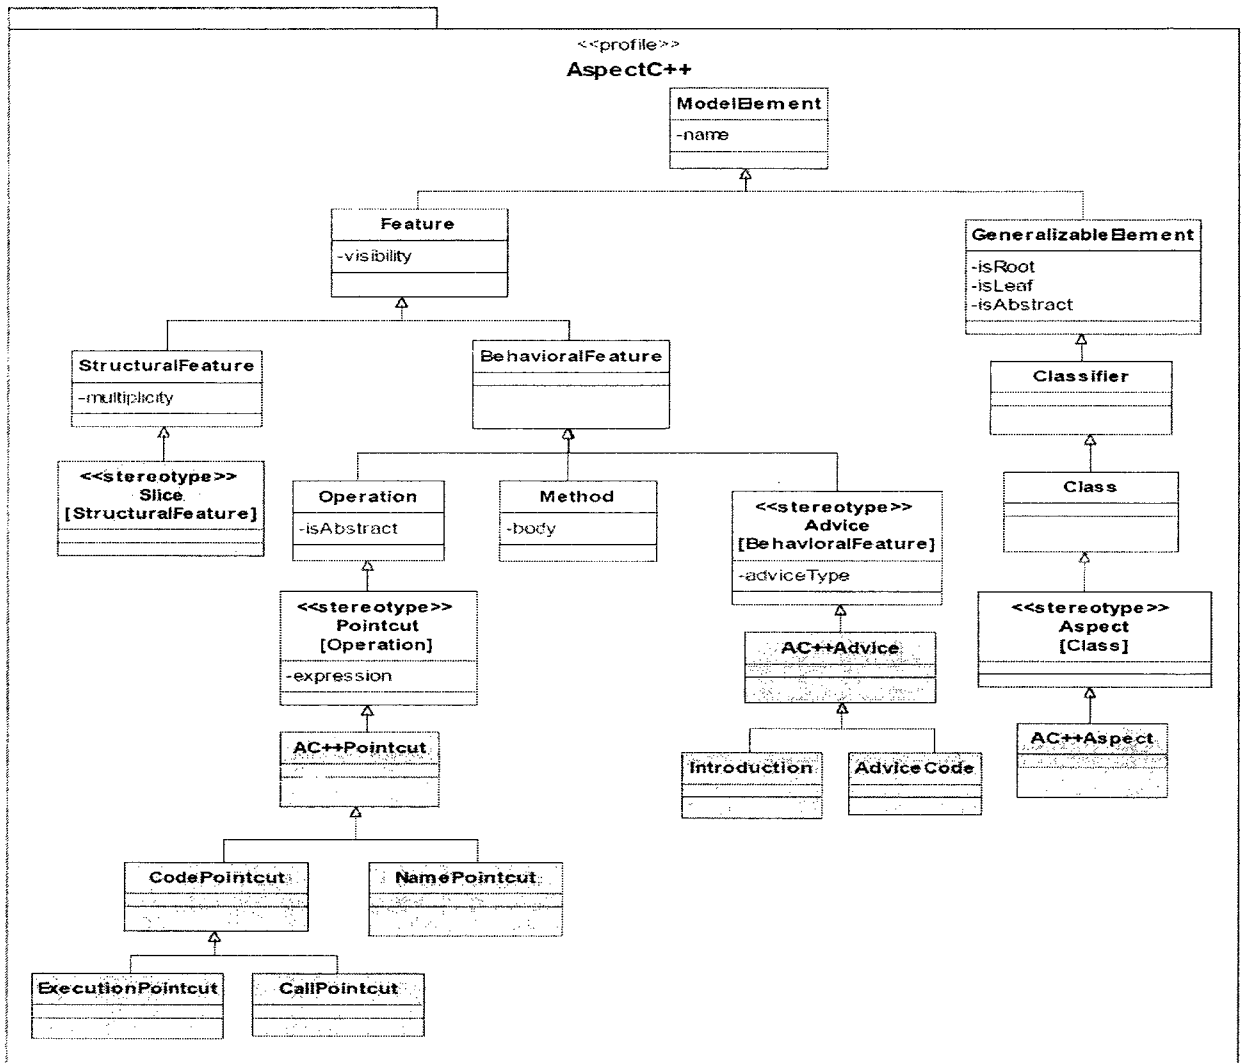 <<profile>>
AspectC++
ModelElement
-name
Feature
-visibility
GeneralizableElement
-isRoot
-isLeaf
-isAbstract
StructuralFeature
-multiplicity
BehavioralFeature
Classifier
<<stereotype>>
Slice
[StructuralFeature]
Operation
-isAbstract
Method
-body
<<stereotype>>
Advice
[BehavioralFeature]
-adviceType
Class
<<stereotype>>
Pointcut
[Operation]
-expression
<<stereotype>>
Aspect
[Class]
AC++Advice
AC++Pointcut
Introduction
AdviceCode
AC++Aspect
CodePointcut
NamePointcut
ExecutionPointcut
CallPointcut